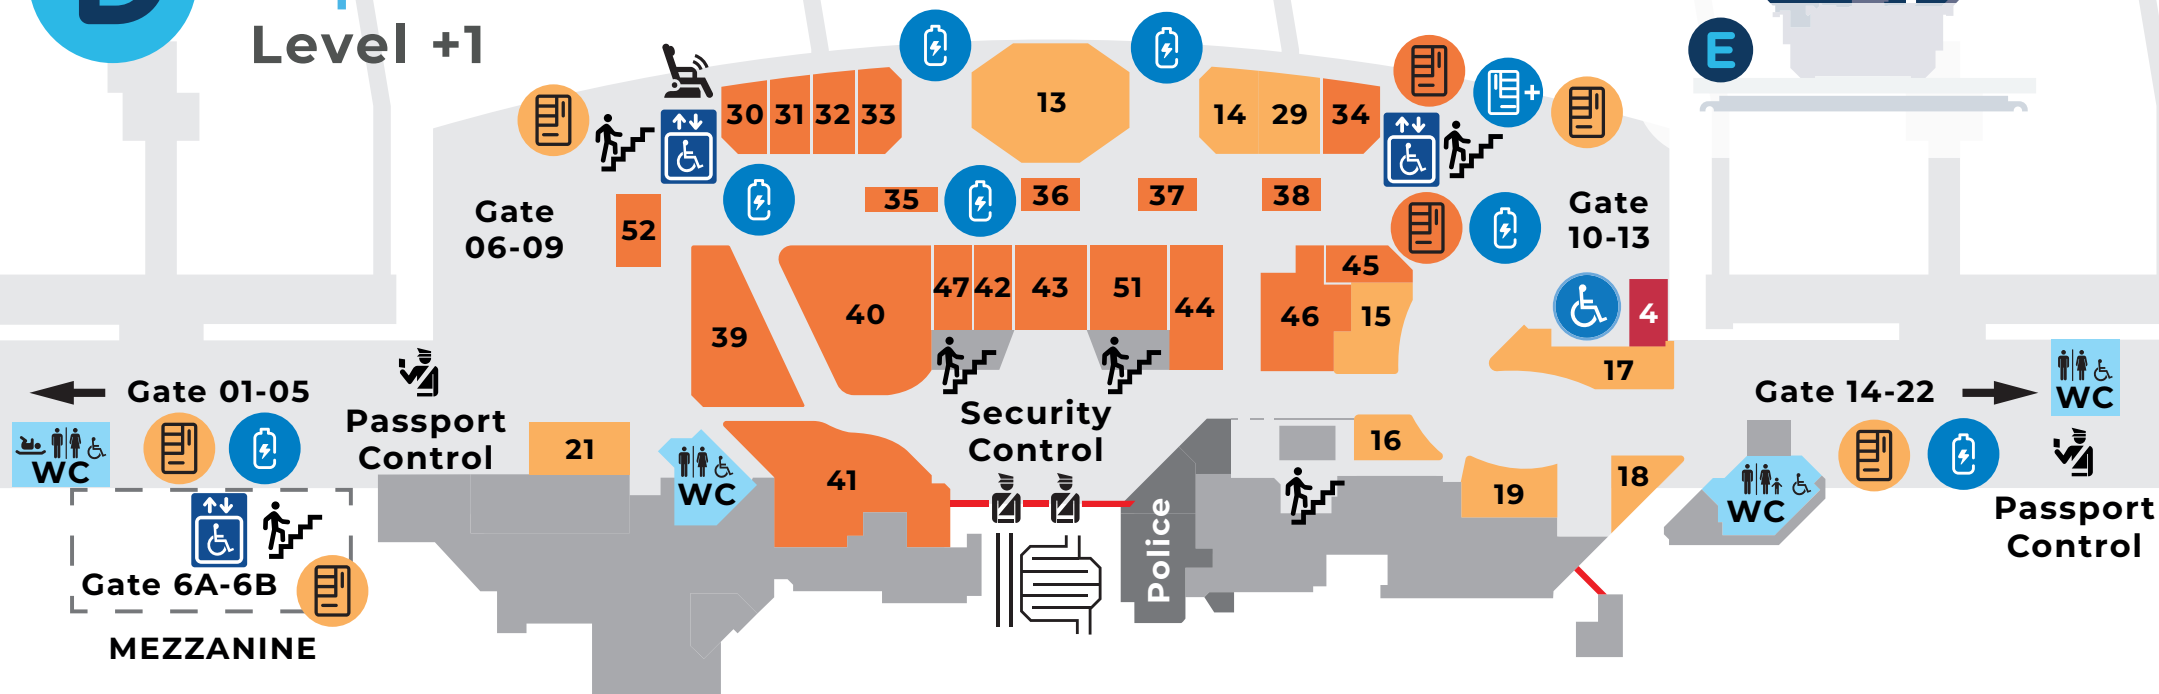 Level +1
E
30
31
32
33
13
14
29
34
35
36
37
38
Gate
06-09
52
Gate
10-13
39
40
47
42
43
51
44
45
46
15
4
17
Gate 01-05
Passport
Control
WC
21
WC
41
Security
Control
Police
16
19
18
WC
Gate 14-22
WC
Passport
Control
Gate 6A-6B
MEZZANINE